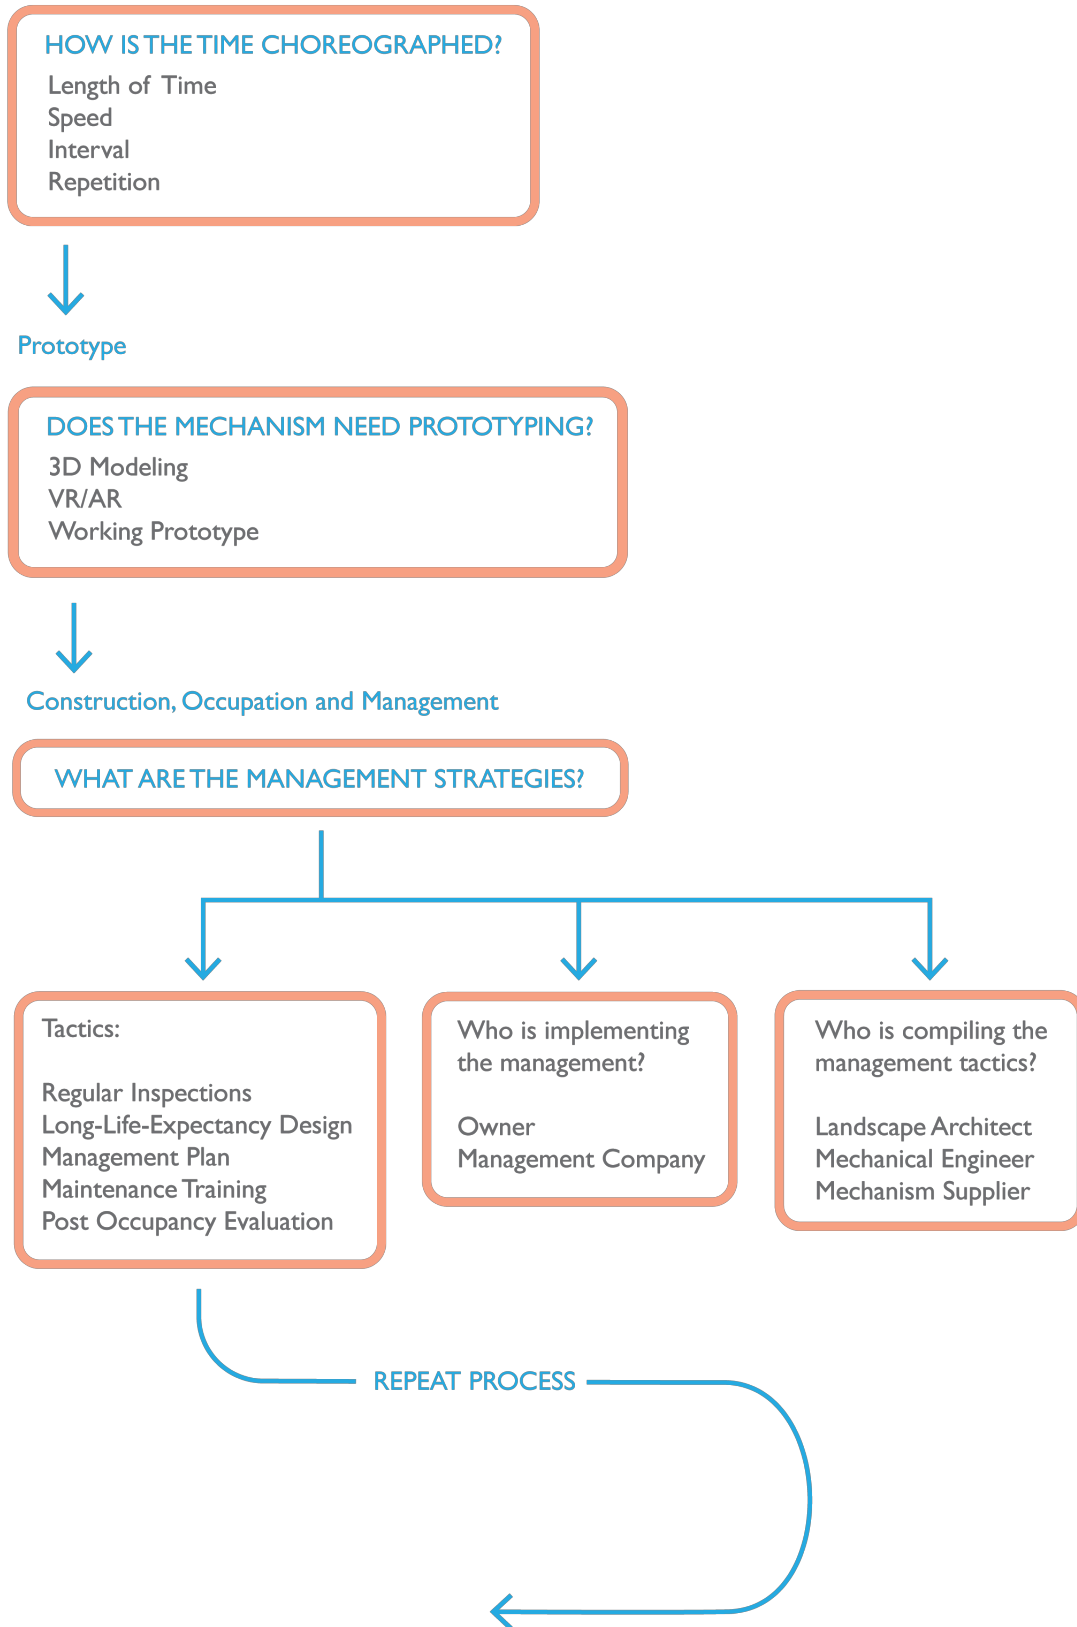 HOW IS THE TIME CHOREOGRAPHED?
Length of Time
Speed
Interval
Repetition
Prototype
DOES THE MECHANISM NEED PROTOTYPING?
3D Modeling
VR/AR
Working Prototype
Construction, Occupation and Management
WHAT ARE THE MANAGEMENT STRATEGIES?
Tactics:
Regular Inspections
Long-Life-Expectancy Design
Management Plan
Maintenance Training
Post Occupancy Evaluation
Who is implementing
the management?
Owner
Management Company
Who is compiling the
management tactics?
Landscape Architect
Mechanical Engineer
Mechanism Supplier
REPEAT PROCESS